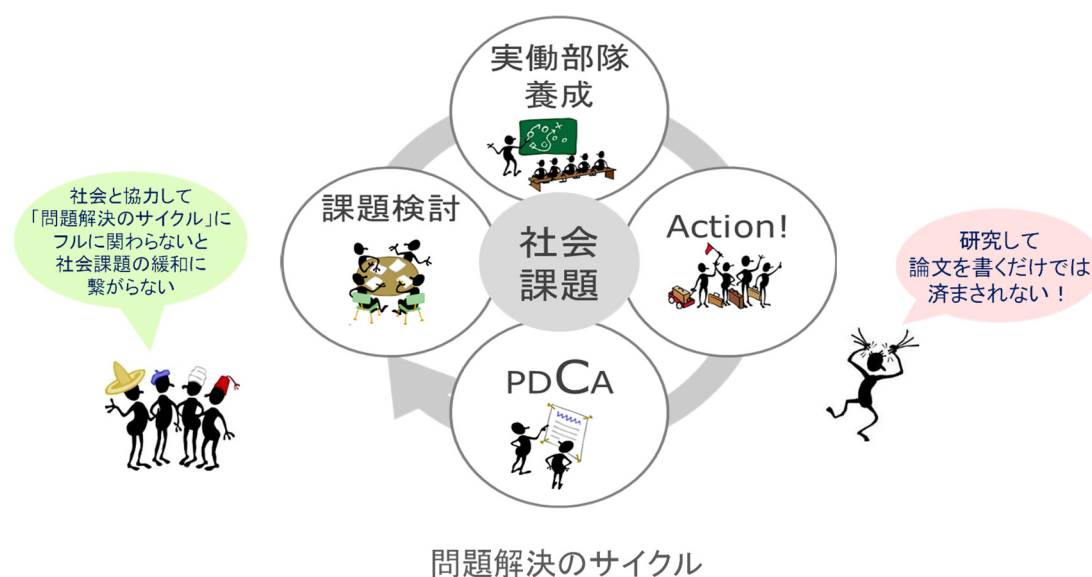 実働部隊
養成
社会と協力して
「問題解決のサイクル」に
フルに関わらないと
社会課題の緩和に
繋がらない
課題検討
社会
課題
Action!
研究して
論文を書くだけでは
済まされない！
PDCA
問題解決のサイクル